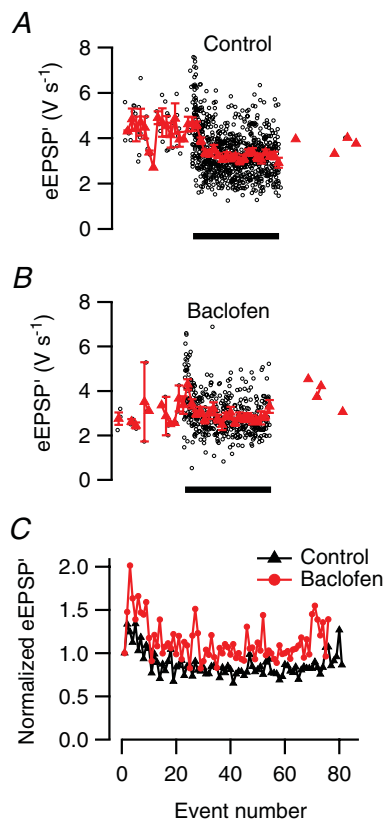 A
Control
8
6
4
2
0
eEPSP' (V s⁻¹)
B
Baclofen
8
6
4
2
0
eEPSP' (V s⁻¹)
C
Control
Baclofen
2.0
1.5
1.0
0.5
0.0
Normalized eEPSP'
0 20 40 60 80
Event number